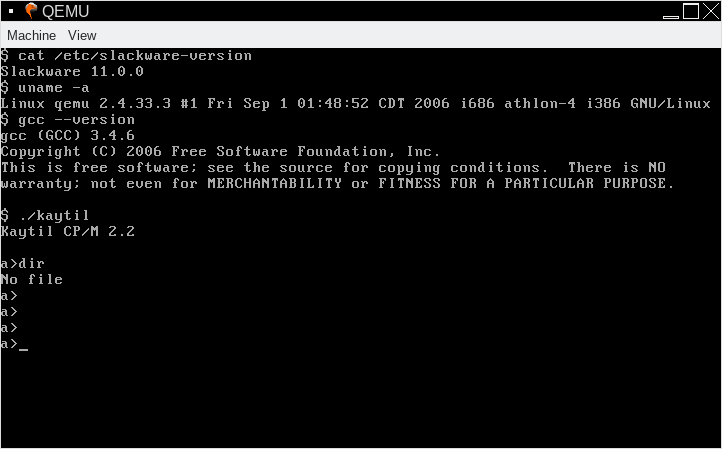 QEMU
Machine View
$ cat /etc/slackware-version
Slackware 11.0.0
$ uname -a
Linux qemu 2.4.33.3 #1 Fri Sep 1 01:48:52 CDT 2006 i686 athlon-4 i386 GNU/Linux
$ gcc --version
gcc (GCC) 3.4.6
Copyright (C) 2006 Free Software Foundation, Inc.
This is free software; see the source for copying conditions.  There is NO
warranty; not even for MERCHANTABILITY or FITNESS FOR A PARTICULAR PURPOSE.
$ ./kaytil
Kaytil CP/M 2.2
a>dir
No file
a>
a>
a>
a>_